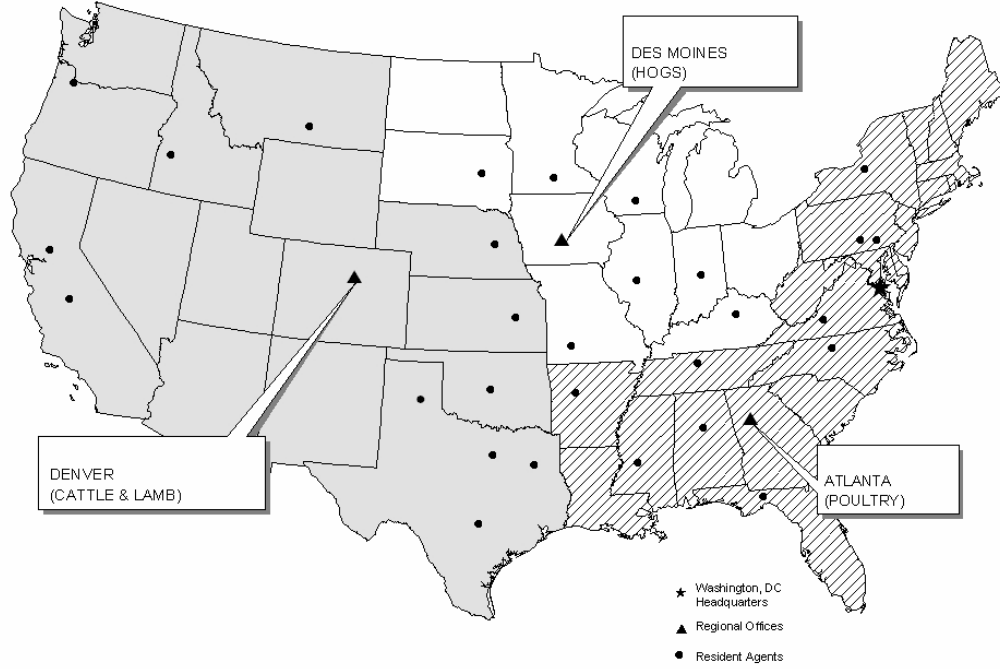 DES MOINES
(HOGS)
DENVER
(CATTLE & LAMB)
ATLANTA
(POULTRY)
Washington, DC
Headquarters
Regional Offices
Resident Agents